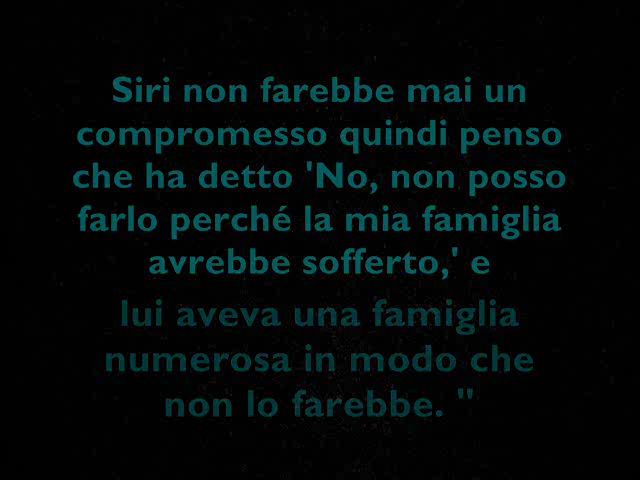 Siri non farebbe mai un
compromesso quindi penso
che ha detto 'No, non posso
farlo perché la mia famiglia
avrebbe sofferto,' e
lui aveva una famiglia
numerosa in modo che
non lo farebbe. "